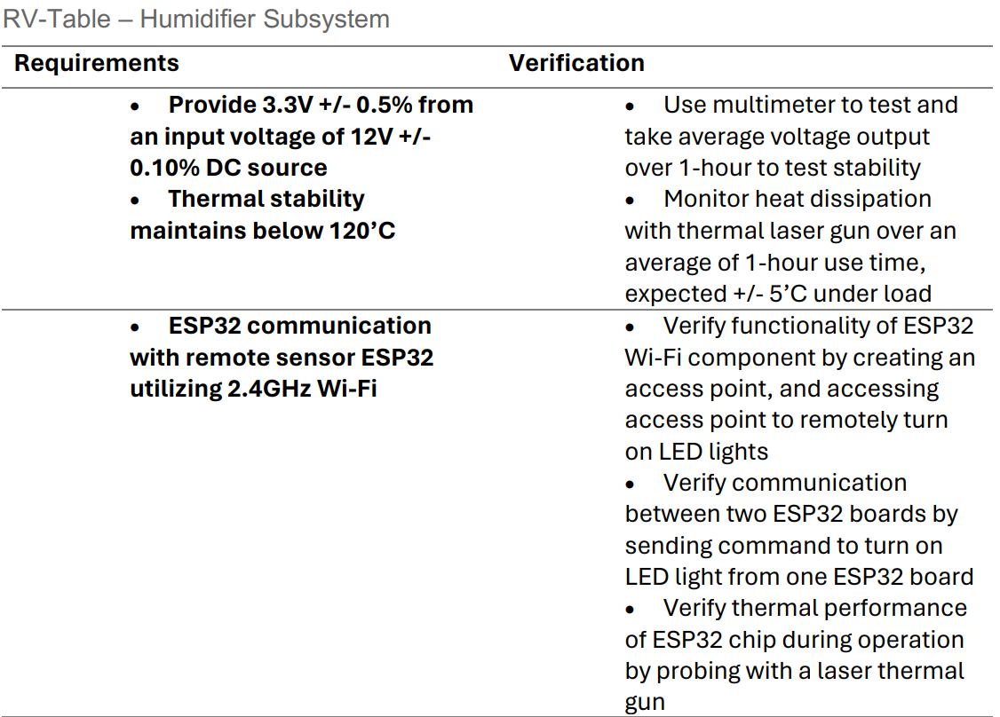 RV-Table – Humidifier Subsystem
Requirements
Verification
• Provide 3.3V +/- 0.5% from
an input voltage of 12V +/-
0.10% DC source
• Thermal stability
maintains below 120’C
• Use multimeter to test and
take average voltage output
over 1-hour to test stability
• Monitor heat dissipation
with thermal laser gun over an
average of 1-hour use time,
expected +/- 5’C under load
• ESP32 communication
with remote sensor ESP32
utilizing 2.4GHz Wi-Fi
• Verify functionality of ESP32
Wi-Fi component by creating an
access point, and accessing
access point to remotely turn
on LED lights
• Verify communication
between two ESP32 boards by
sending command to turn on
LED light from one ESP32 board
• Verify thermal performance
of ESP32 chip during operation
by probing with a laser thermal
gun